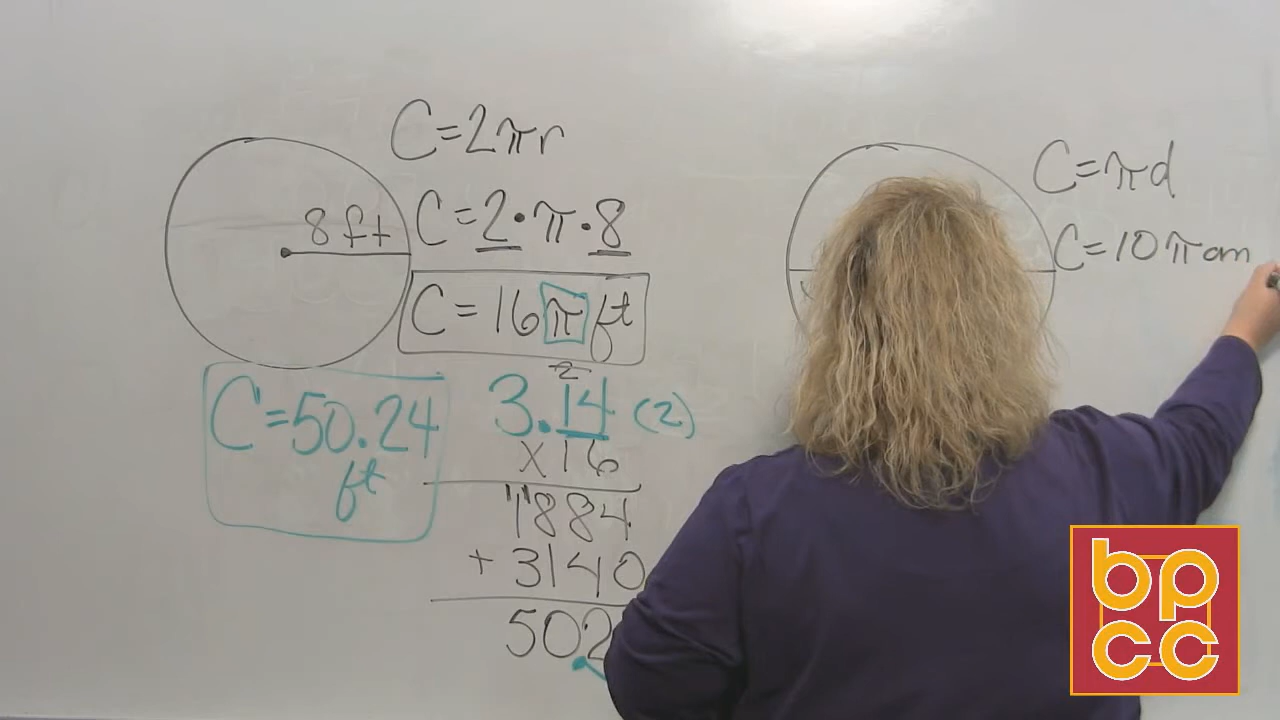 C=2πr
8 ft
C=2·π·8
C=16π ft
2
3.14 (2)
x16
1884
+3140
502
C=50.24
ft
C=πd
C=10π cm
bp
cc